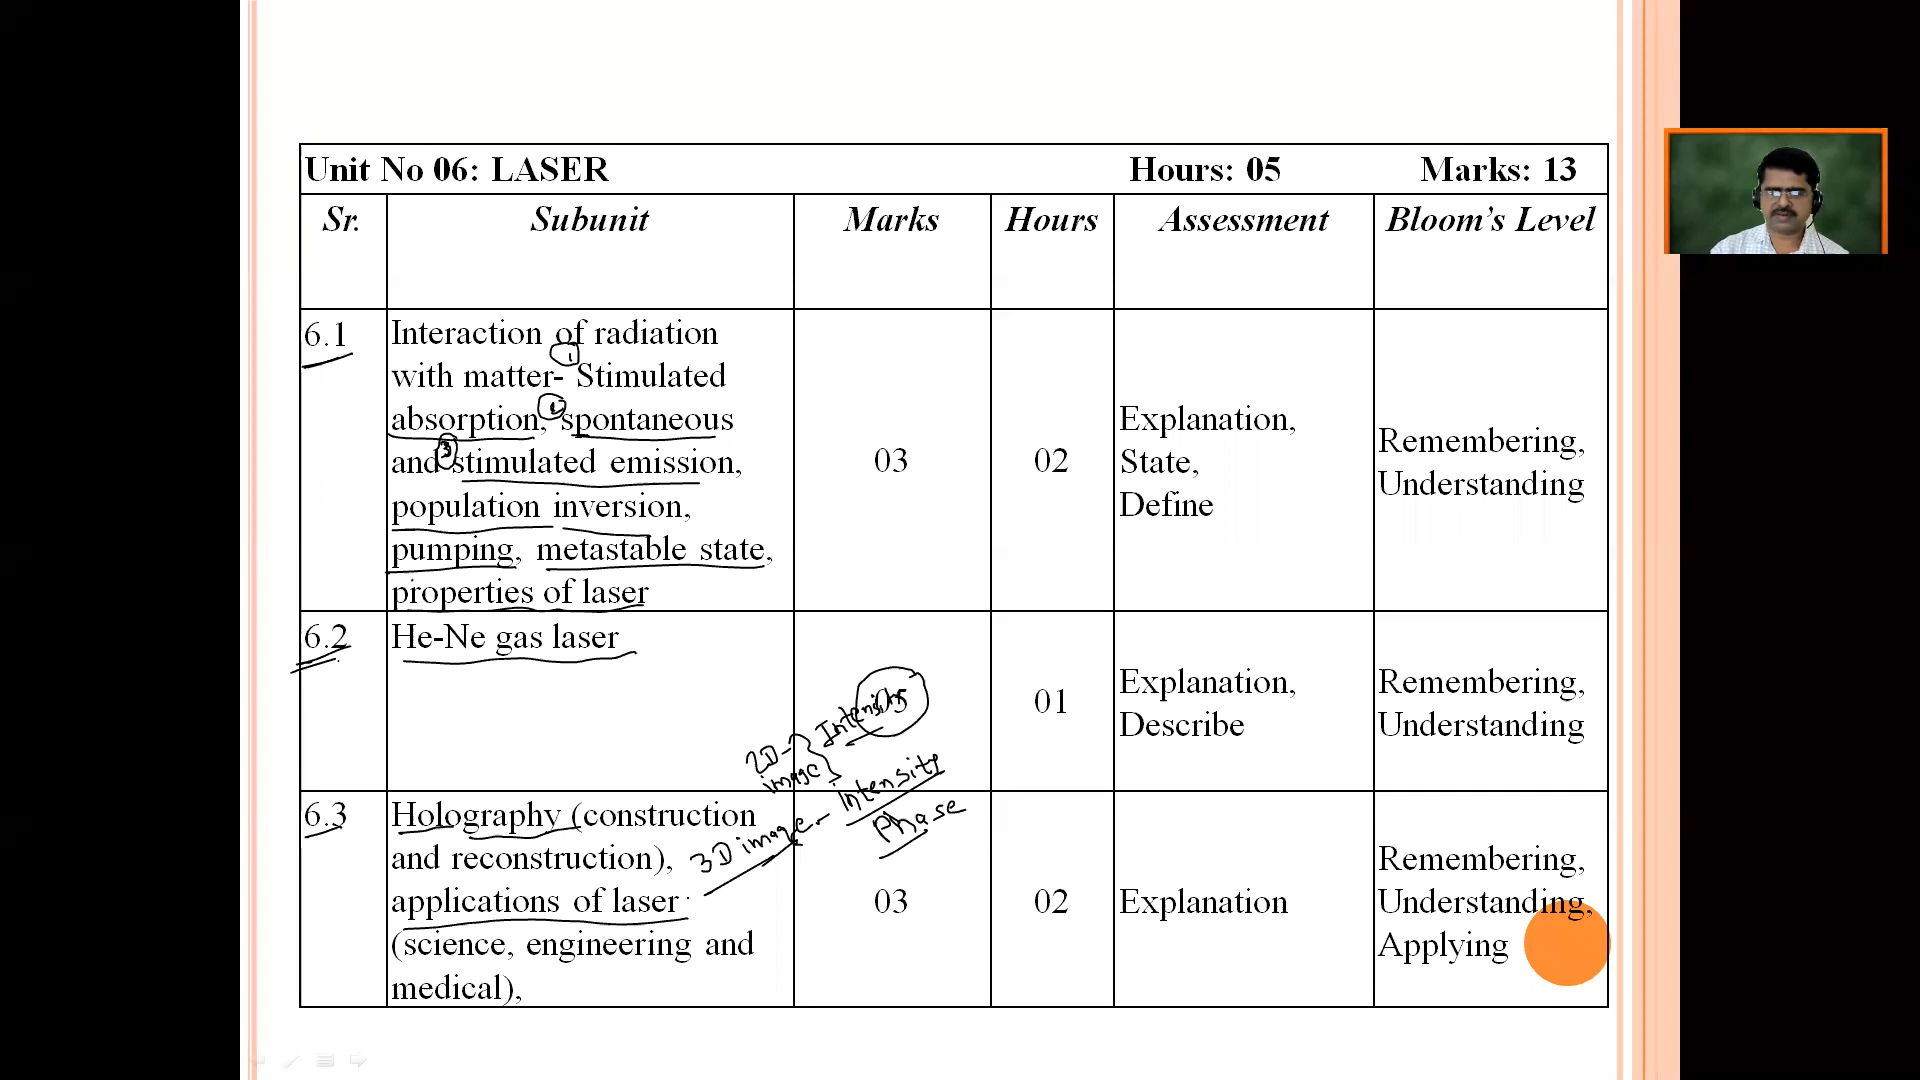 Unit No 06: LASER Hours: 05 Marks: 13
Sr. Subunit Marks Hours Assessment Bloom's Level
6.1
Interaction of radiation
with matter- Stimulated
absorption, spontaneous
and stimulated emission,
population inversion,
pumping, metastable state,
properties of laser
1
2
3
03
02
Explanation,
State,
Define
Remembering,
Understanding
6.2
He-Ne gas laser
05
01
Explanation,
Describe
Remembering,
Understanding
2D- Intensity
image
3D image - Intensity
Phase
6.3
Holography (construction
and reconstruction),
applications of laser
(science, engineering and
medical),
03
02
Explanation
Remembering,
Understanding,
Applying